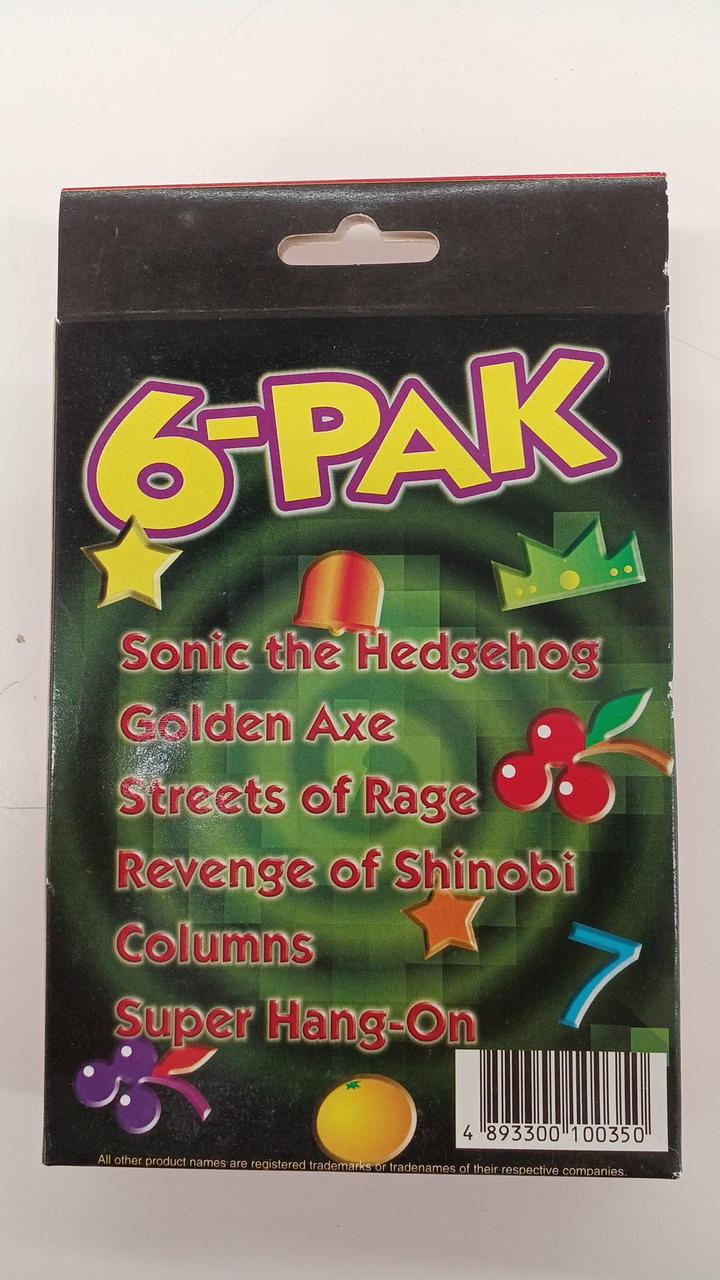 6-PAK
Sonic the Hedgehog
Golden Axe
Streets of Rage
Revenge of Shinobi
Columns
Super Hang-On
7
4 893300 100350
All other product names are registered trademarks or tradenames of their respective companies.